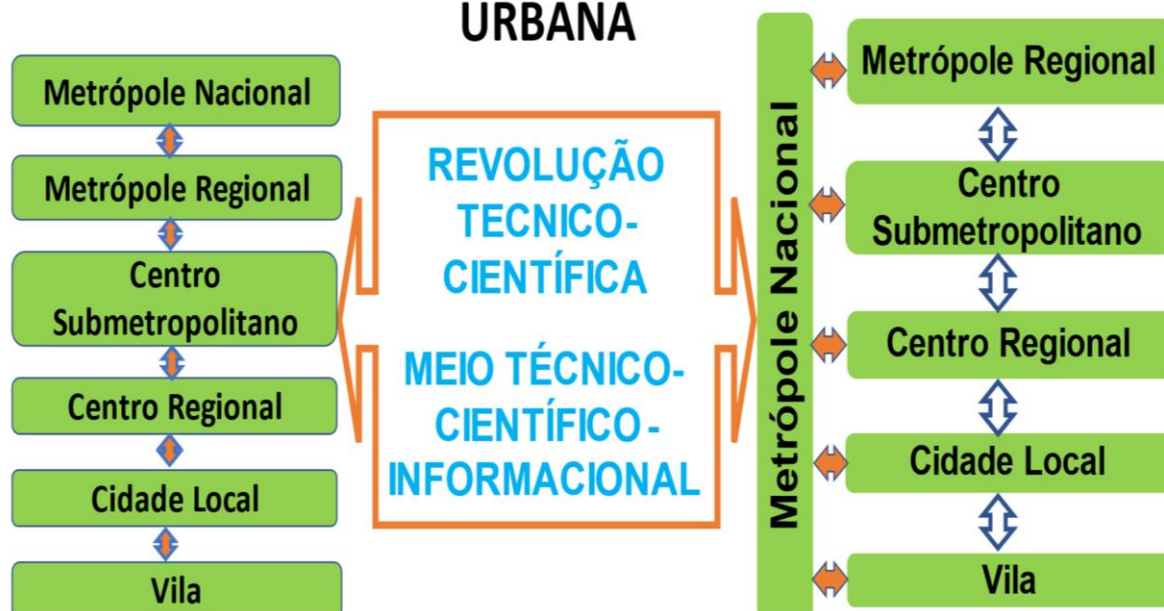 URBANA
Metrópole Nacional
Metrópole Regional
Centro
Submetropolitano
Centro Regional
Cidade Local
Vila
REVOLUÇÃO
TECNICO-
CIENTÍFICA
MEIO TÉCNICO-
CIENTÍFICO -
INFORMACIONAL
Metrópole Nacional
Metrópole Regional
Centro
Submetropolitano
Centro Regional
Cidade Local
Vila